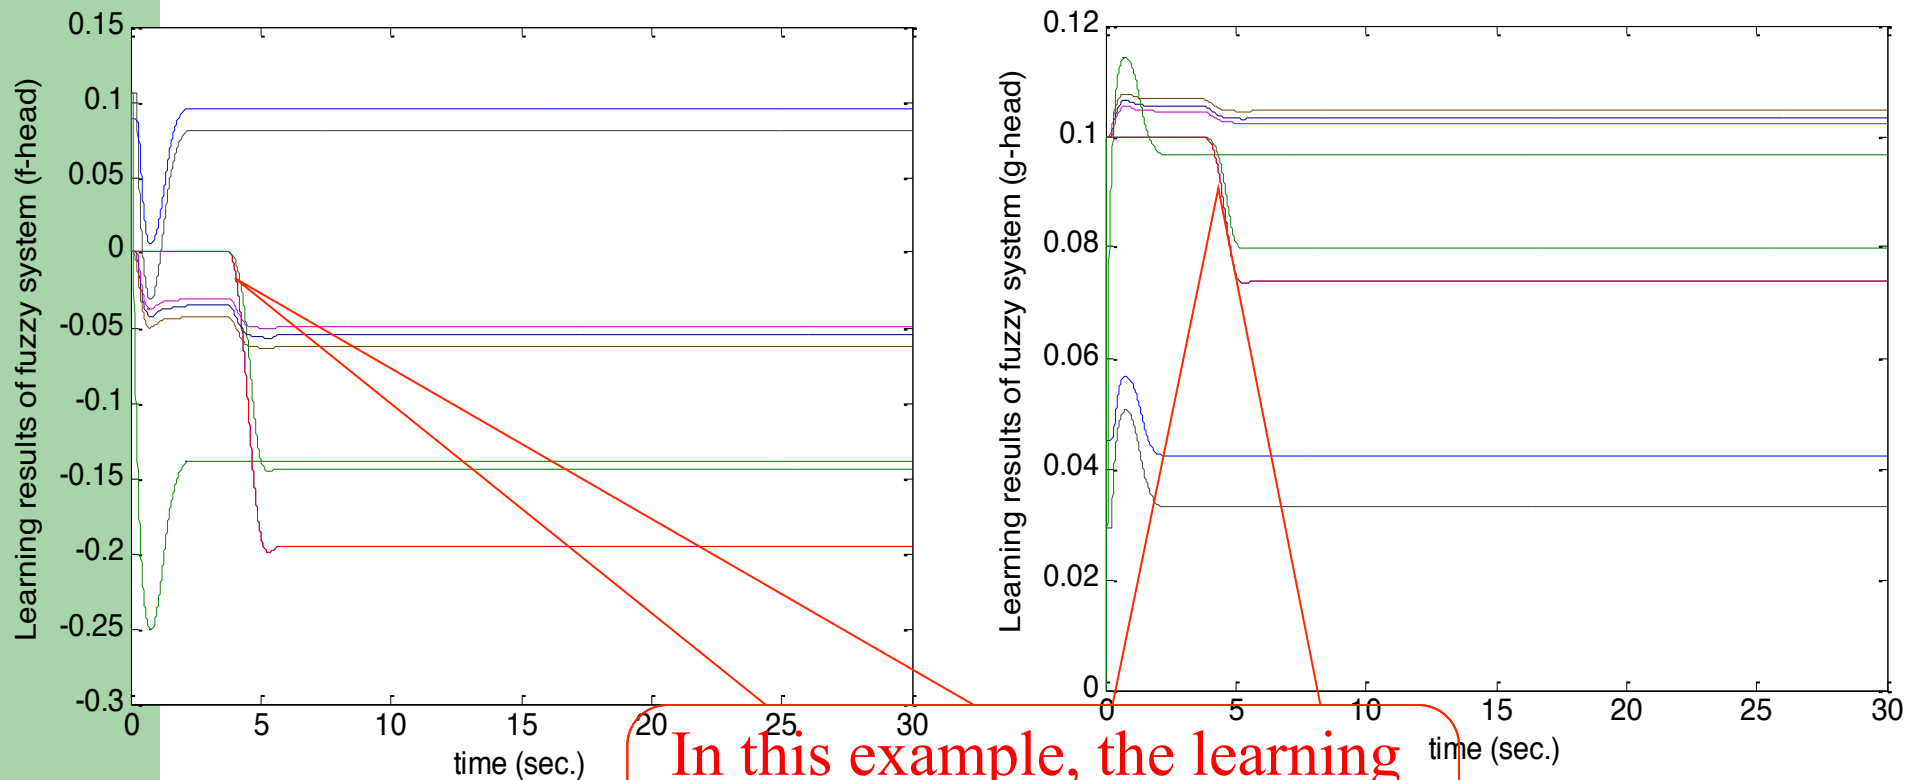 Learning results of fuzzy system (f-head)
0.15
0.1
0.05
0
-0.05
-0.1
-0.15
-0.2
-0.25
-0.3
0 5 10 15 20 25 30
time (sec.)
Learning results of fuzzy system (g-head)
0.12
0.1
0.08
0.06
0.04
0.02
0
0 5 10 15 20 25 30
time (sec.)
In this example, the learning